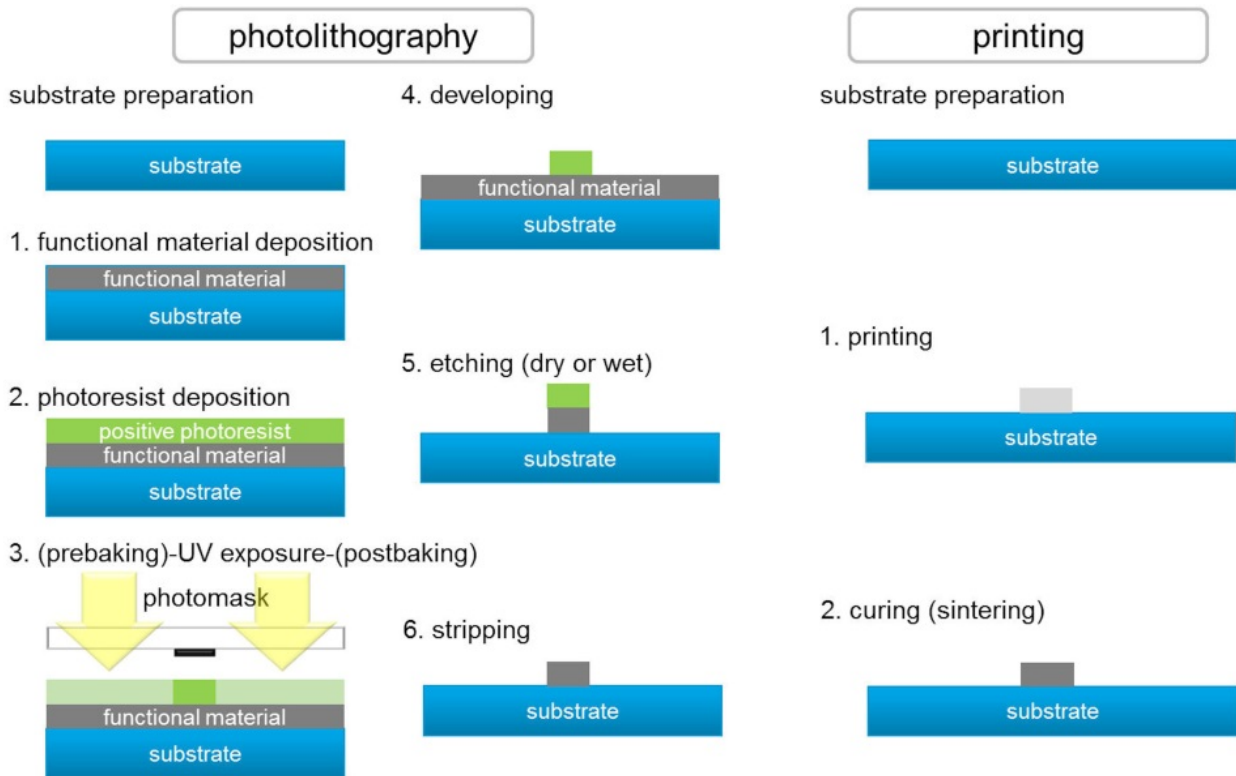 photolithography
substrate preparation
substrate
1. functional material deposition
functional material
substrate
2. photoresist deposition
positive photoresist
functional material
substrate
3. (prebaking)-UV exposure-(postbaking)
photomask
functional material
substrate
4. developing
functional material
substrate
5. etching (dry or wet)
substrate
6. stripping
substrate
printing
substrate preparation
substrate
1. printing
substrate
2. curing (sintering)
substrate